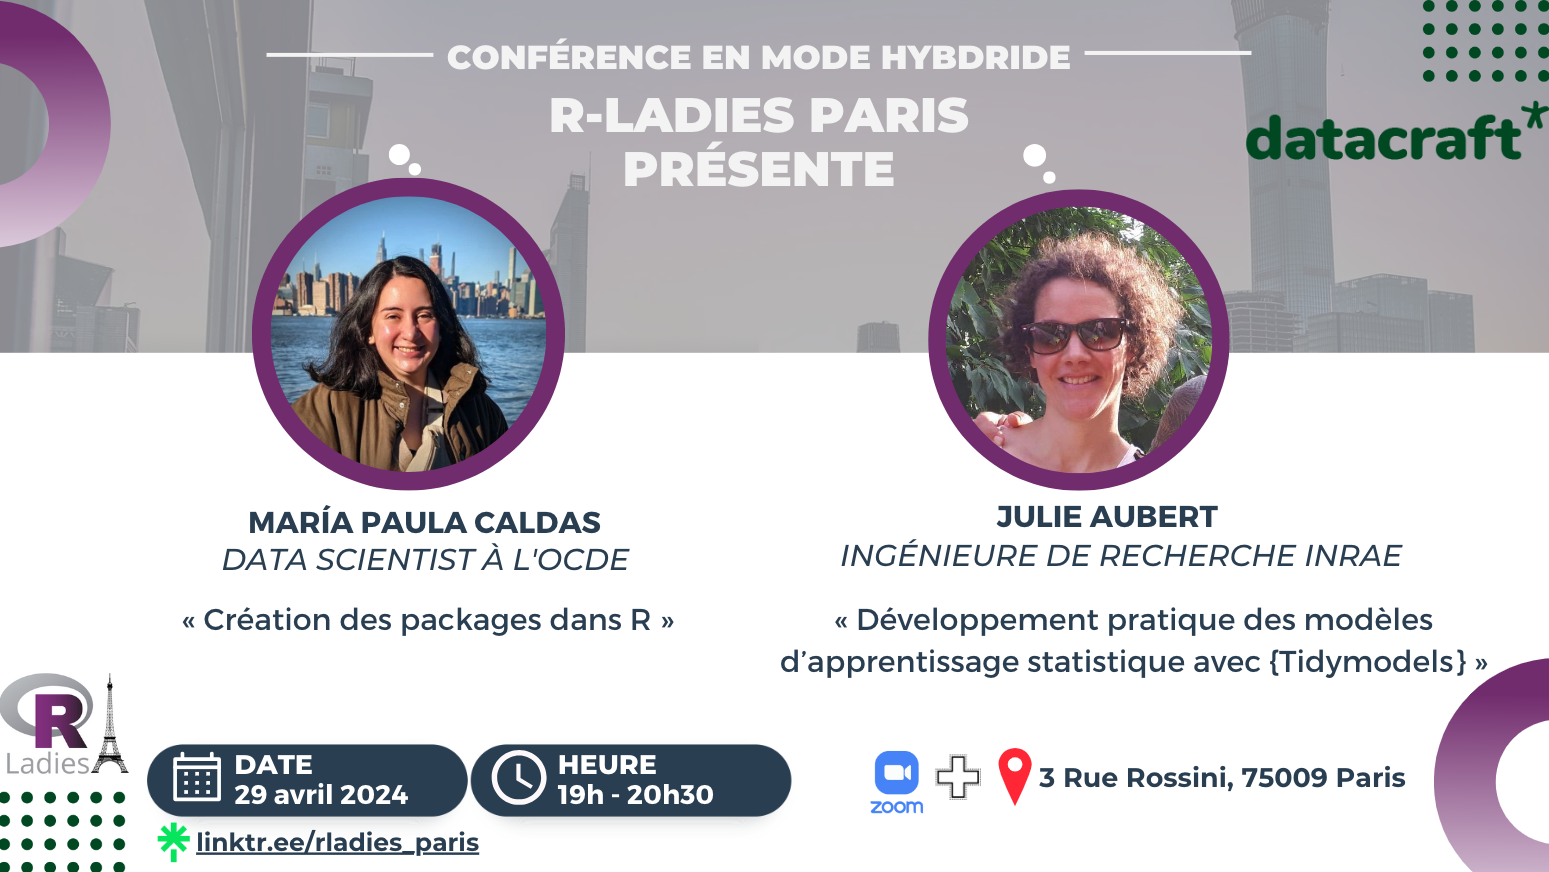 CONFÉRENCE EN MODE HYBDRIDE
R-LADIES PARIS
PRÉSENTE
datacraft*
MARÍA PAULA CALDAS
DATA SCIENTIST À L'OCDE
« Création des packages dans R »
JULIE AUBERT
INGÉNIEURE DE RECHERCHE INRAE
« Développement pratique des modèles
d’apprentissage statistique avec {Tidymodels} »
R
Ladies
DATE
29 avril 2024
HEURE
19h - 20h30
zoom
3 Rue Rossini, 75009 Paris
linktr.ee/rladies_paris